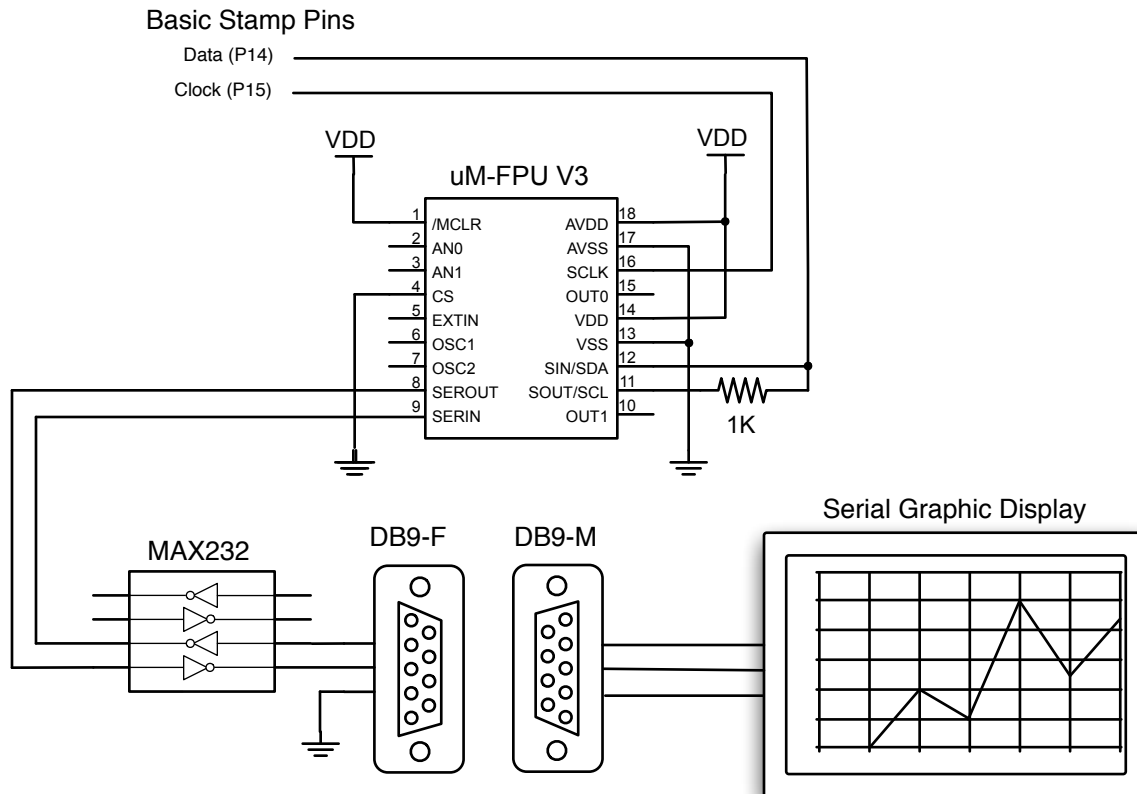 Basic Stamp Pins
Data (P14)
Clock (P15)
VDD
VDD
uM-FPU V3
1 /MCLR AVDD 18
2 AN0 AVSS 17
3 AN1 SCLK 16
4 CS OUT0 15
5 EXTIN VDD 14
6 OSC1 VSS 13
7 OSC2 SIN/SDA 12
8 SEROUT SOUT/SCL 11
9 SERIN OUT1 10
1K
Serial Graphic Display
MAX232
DB9-F
DB9-M